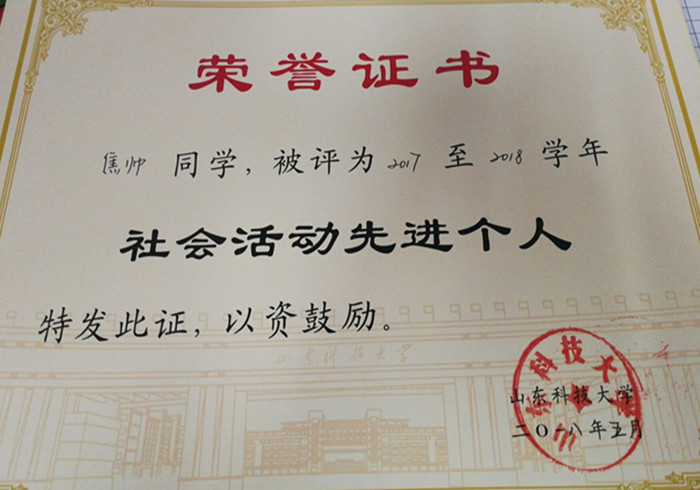 荣誉证书
焦帅 同学，被评为 2017 至 2018 学年
社会活动先进个人
特发此证，以资鼓励。
山东科技大学
山东科技大学
二〇一八年五月